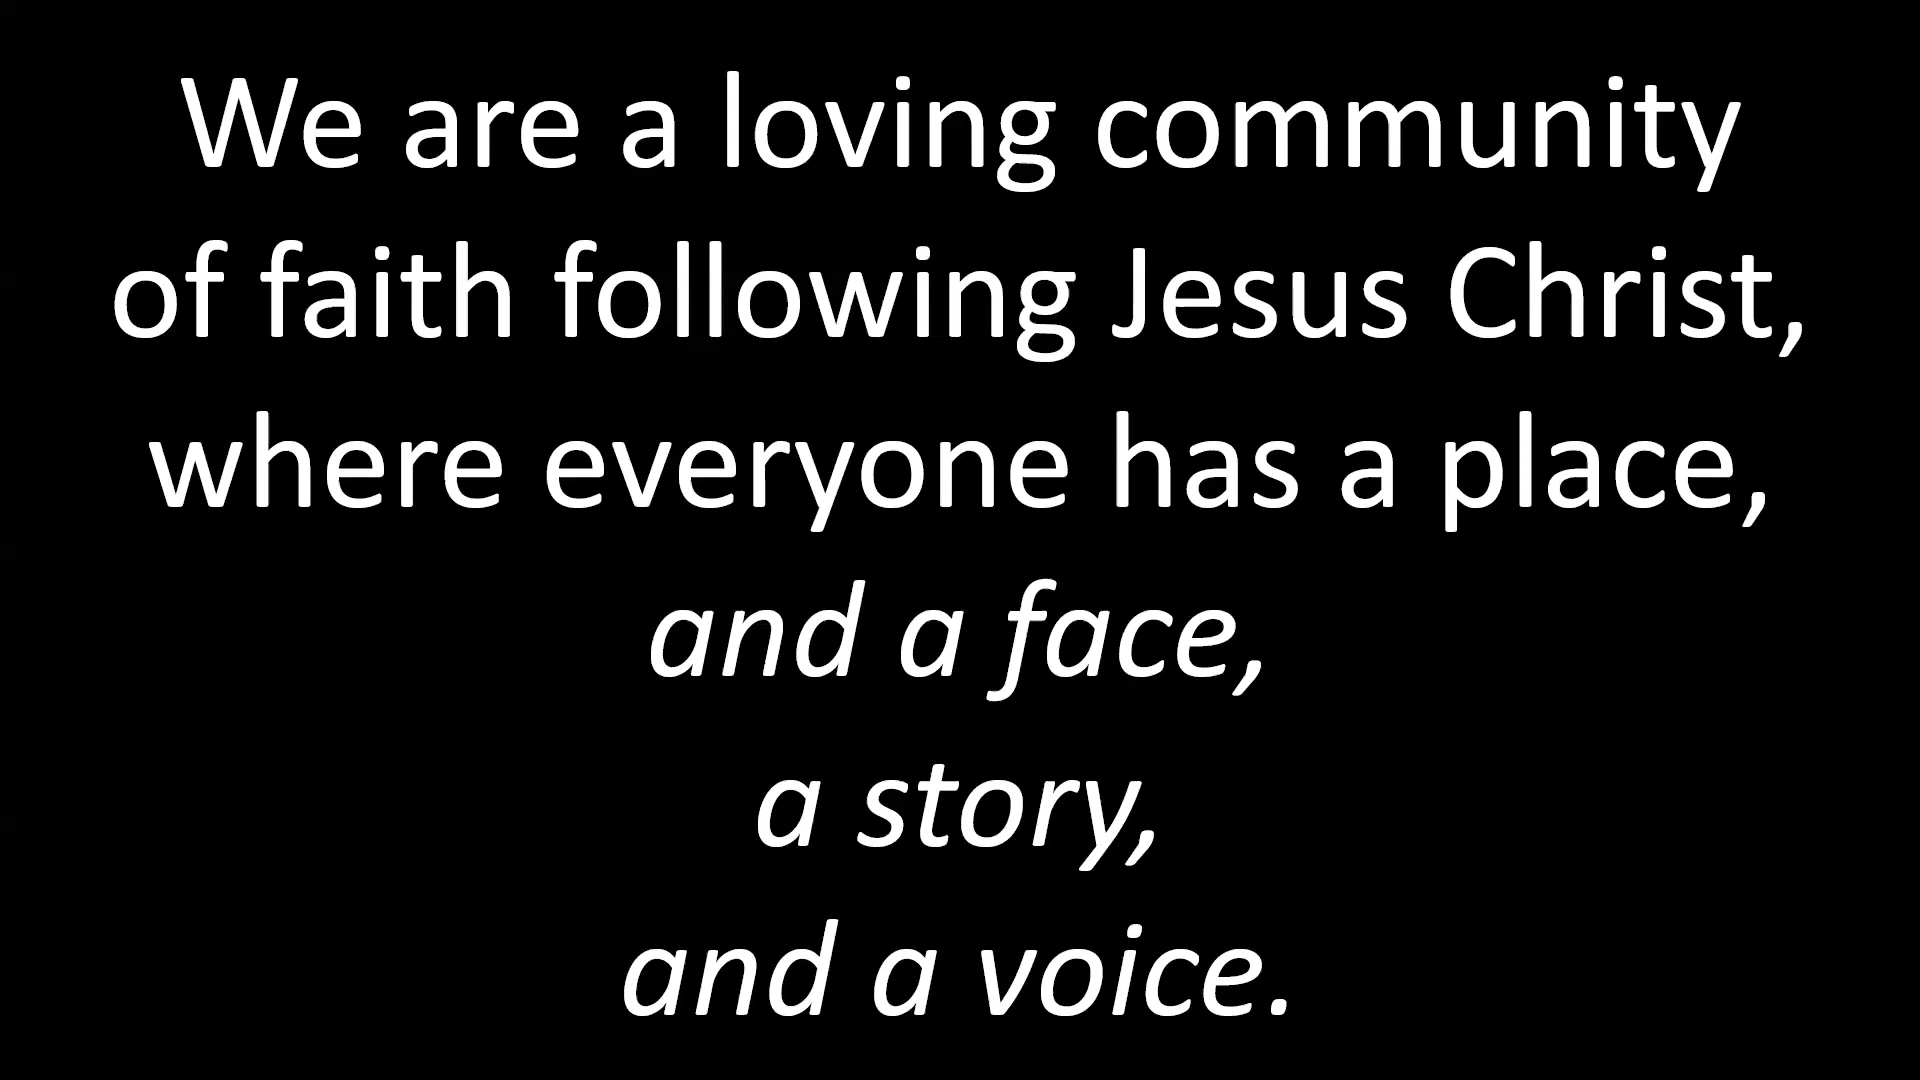 We are a loving community
of faith following Jesus Christ,
where everyone has a place,
and a face,
a story,
and a voice.